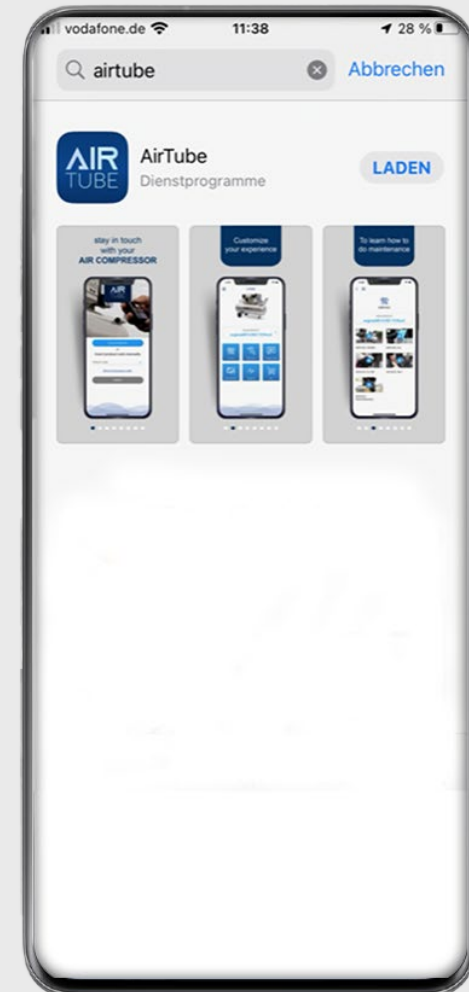 vodafone.de 11:38 28 %
airtube Abbrechen
AIR
TUBE
AirTube
Dienstprogramme
LADEN
stay in touch
with your
AIR COMPRESSOR
AIR
Customize
your experience
To learn how to
do maintenance